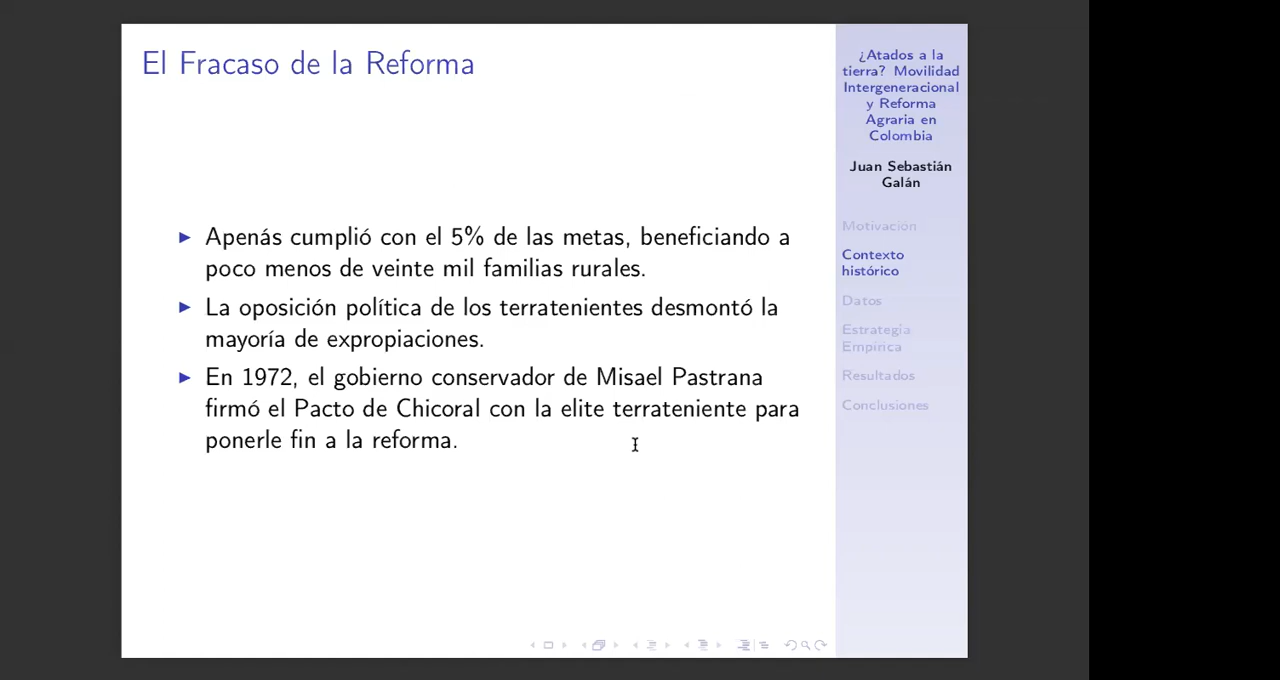 El Fracaso de la Reforma
Apenás cumplió con el 5% de las metas, beneficiando a
poco menos de veinte mil familias rurales.
La oposición política de los terratenientes desmontó la
mayoría de expropiaciones.
En 1972, el gobierno conservador de Misael Pastrana
firmó el Pacto de Chicoral con la elite terrateniente para
ponerle fin a la reforma.
¿Atados a la
tierra? Movilidad
Intergeneracional
y Reforma
Agraria en
Colombia
Juan Sebastián
Galán
Motivación
Contexto
histórico
Datos
Estrategia
Empírica
Resultados
Conclusiones